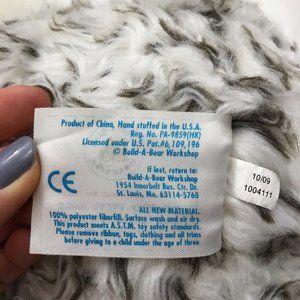 Product of China, Hand stuffed in the U.S.A.
Reg. No. PA-9859(HK)
Licensed under U.S. Pat.#6,109,196
© Build-A-Bear Workshop
If lost, return to:
Build-A-Bear Workshop
1954 Innerbelt Bus. Ctr. Dr.
St. Louis, Mo. 63114-5760
CE
ALL NEW MATERIAL
100% polyester fiberfill. Surface wash and air dry.
This product meets A.S.T.M. toy safety standards.
Please remove ribbon, tags, clothing and all trims
before giving to a child under the age of three.
10/09
1004111